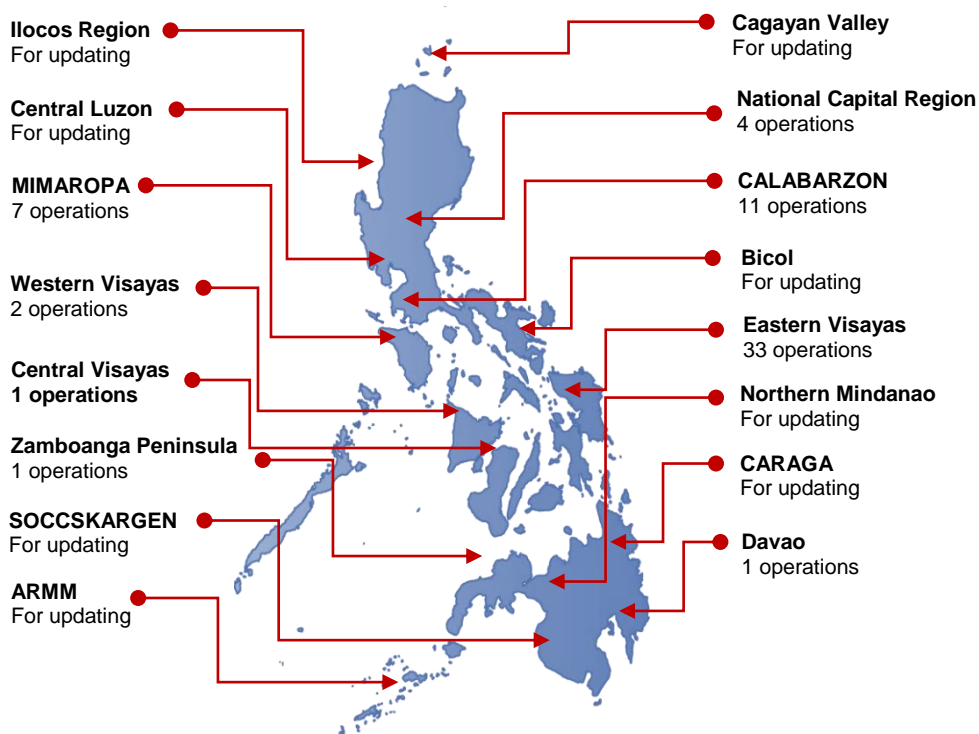 Ilocos Region
For updating
Central Luzon
For updating
MIMAROPA
7 operations
Western Visayas
2 operations
Central Visayas
1 operations
Zamboanga Peninsula
1 operations
SOCCSKARGEN
For updating
ARMM
For updating
Cagayan Valley
For updating
National Capital Region
4 operations
CALABARZON
11 operations
Bicol
For updating
Eastern Visayas
33 operations
Northern Mindanao
For updating
CARAGA
For updating
Davao
1 operations